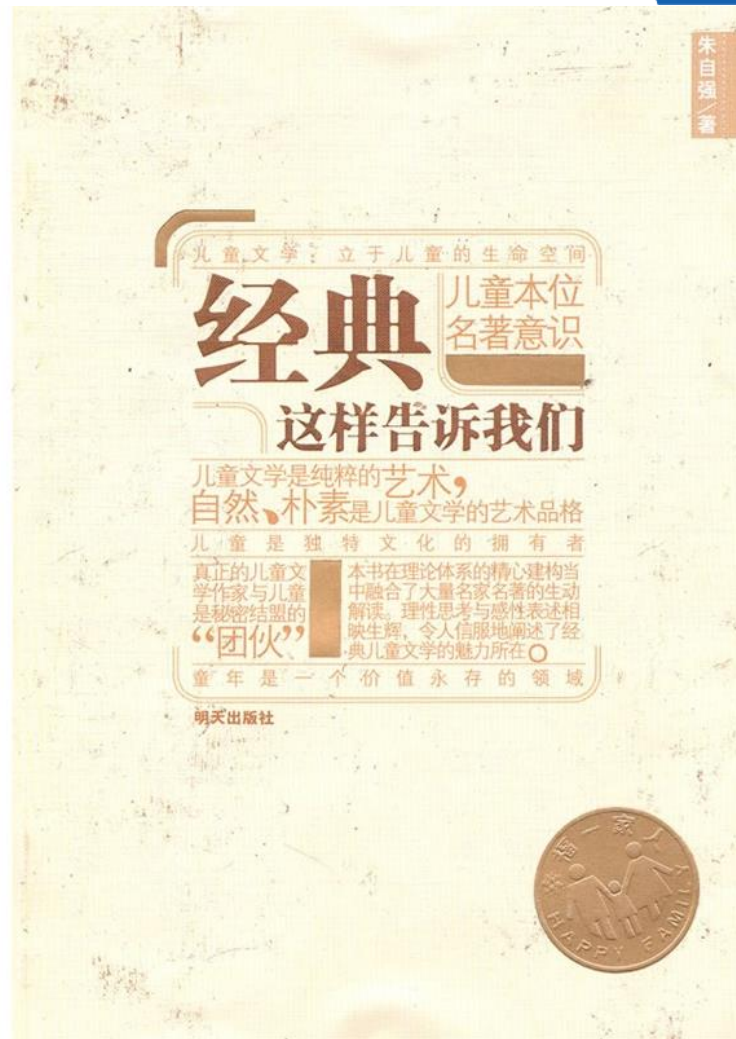 朱自强/著
儿童文学：立于儿童的生命空间
经典
儿童本位
名著意识
这样告诉我们
儿童文学是纯粹的艺术，
自然、朴素是儿童文学的艺术品格
儿童是独特文化的拥有者
真正的儿童文
学作家与儿童
是秘密结盟的
“团伙”
本书在理论体系的精心建构当
中融合了大量名家名著的生动
解读。理性思考与感性表述相
映生辉，令人信服地阐述了经
典儿童文学的魅力所在。
童年是一个价值永存的领域
明天出版社
幸福一家人
HAPPY FAMILY